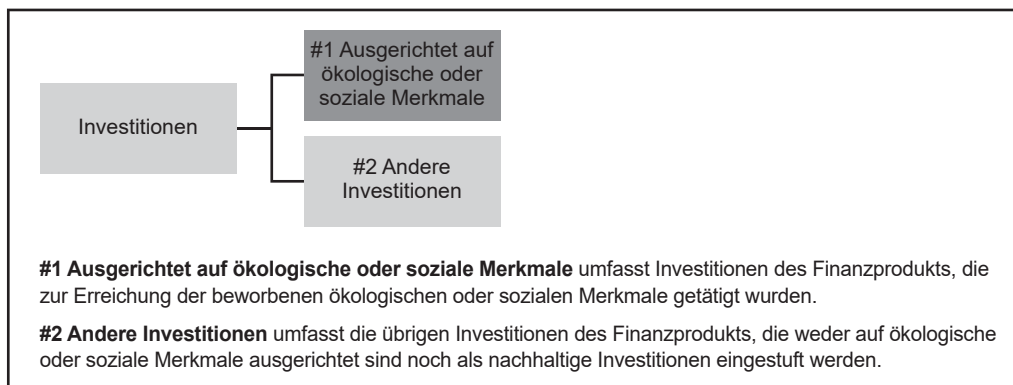 #1 Ausgerichtet auf
ökologische oder
soziale Merkmale
Investitionen
#2 Andere
Investitionen
#1 Ausgerichtet auf ökologische oder soziale Merkmale umfasst Investitionen des Finanzprodukts, die
zur Erreichung der beworbenen ökologischen oder sozialen Merkmale getätigt wurden.
#2 Andere Investitionen umfasst die übrigen Investitionen des Finanzprodukts, die weder auf ökologische
oder soziale Merkmale ausgerichtet sind noch als nachhaltige Investitionen eingestuft werden.